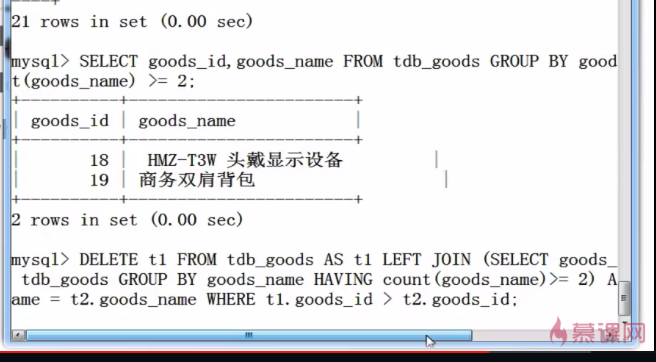 21 rows in set (0.00 sec)
mysql> SELECT goods_id,goods_name FROM tdb_goods GROUP BY good
t(goods_name) >= 2;
+----------+-----------------------+
| goods_id | goods_name            |
+----------+-----------------------+
|       18 |  HMZ-T3W 头戴显示设备         |
|       19 | 商务双肩背包                   |
+----------+-----------------------+
2 rows in set (0.00 sec)
mysql> DELETE t1 FROM tdb_goods AS t1 LEFT JOIN (SELECT goods_
 tdb_goods GROUP BY goods_name HAVING count(goods_name)>= 2) A
ame = t2.goods_name WHERE t1.goods_id > t2.goods_id;
慕课网